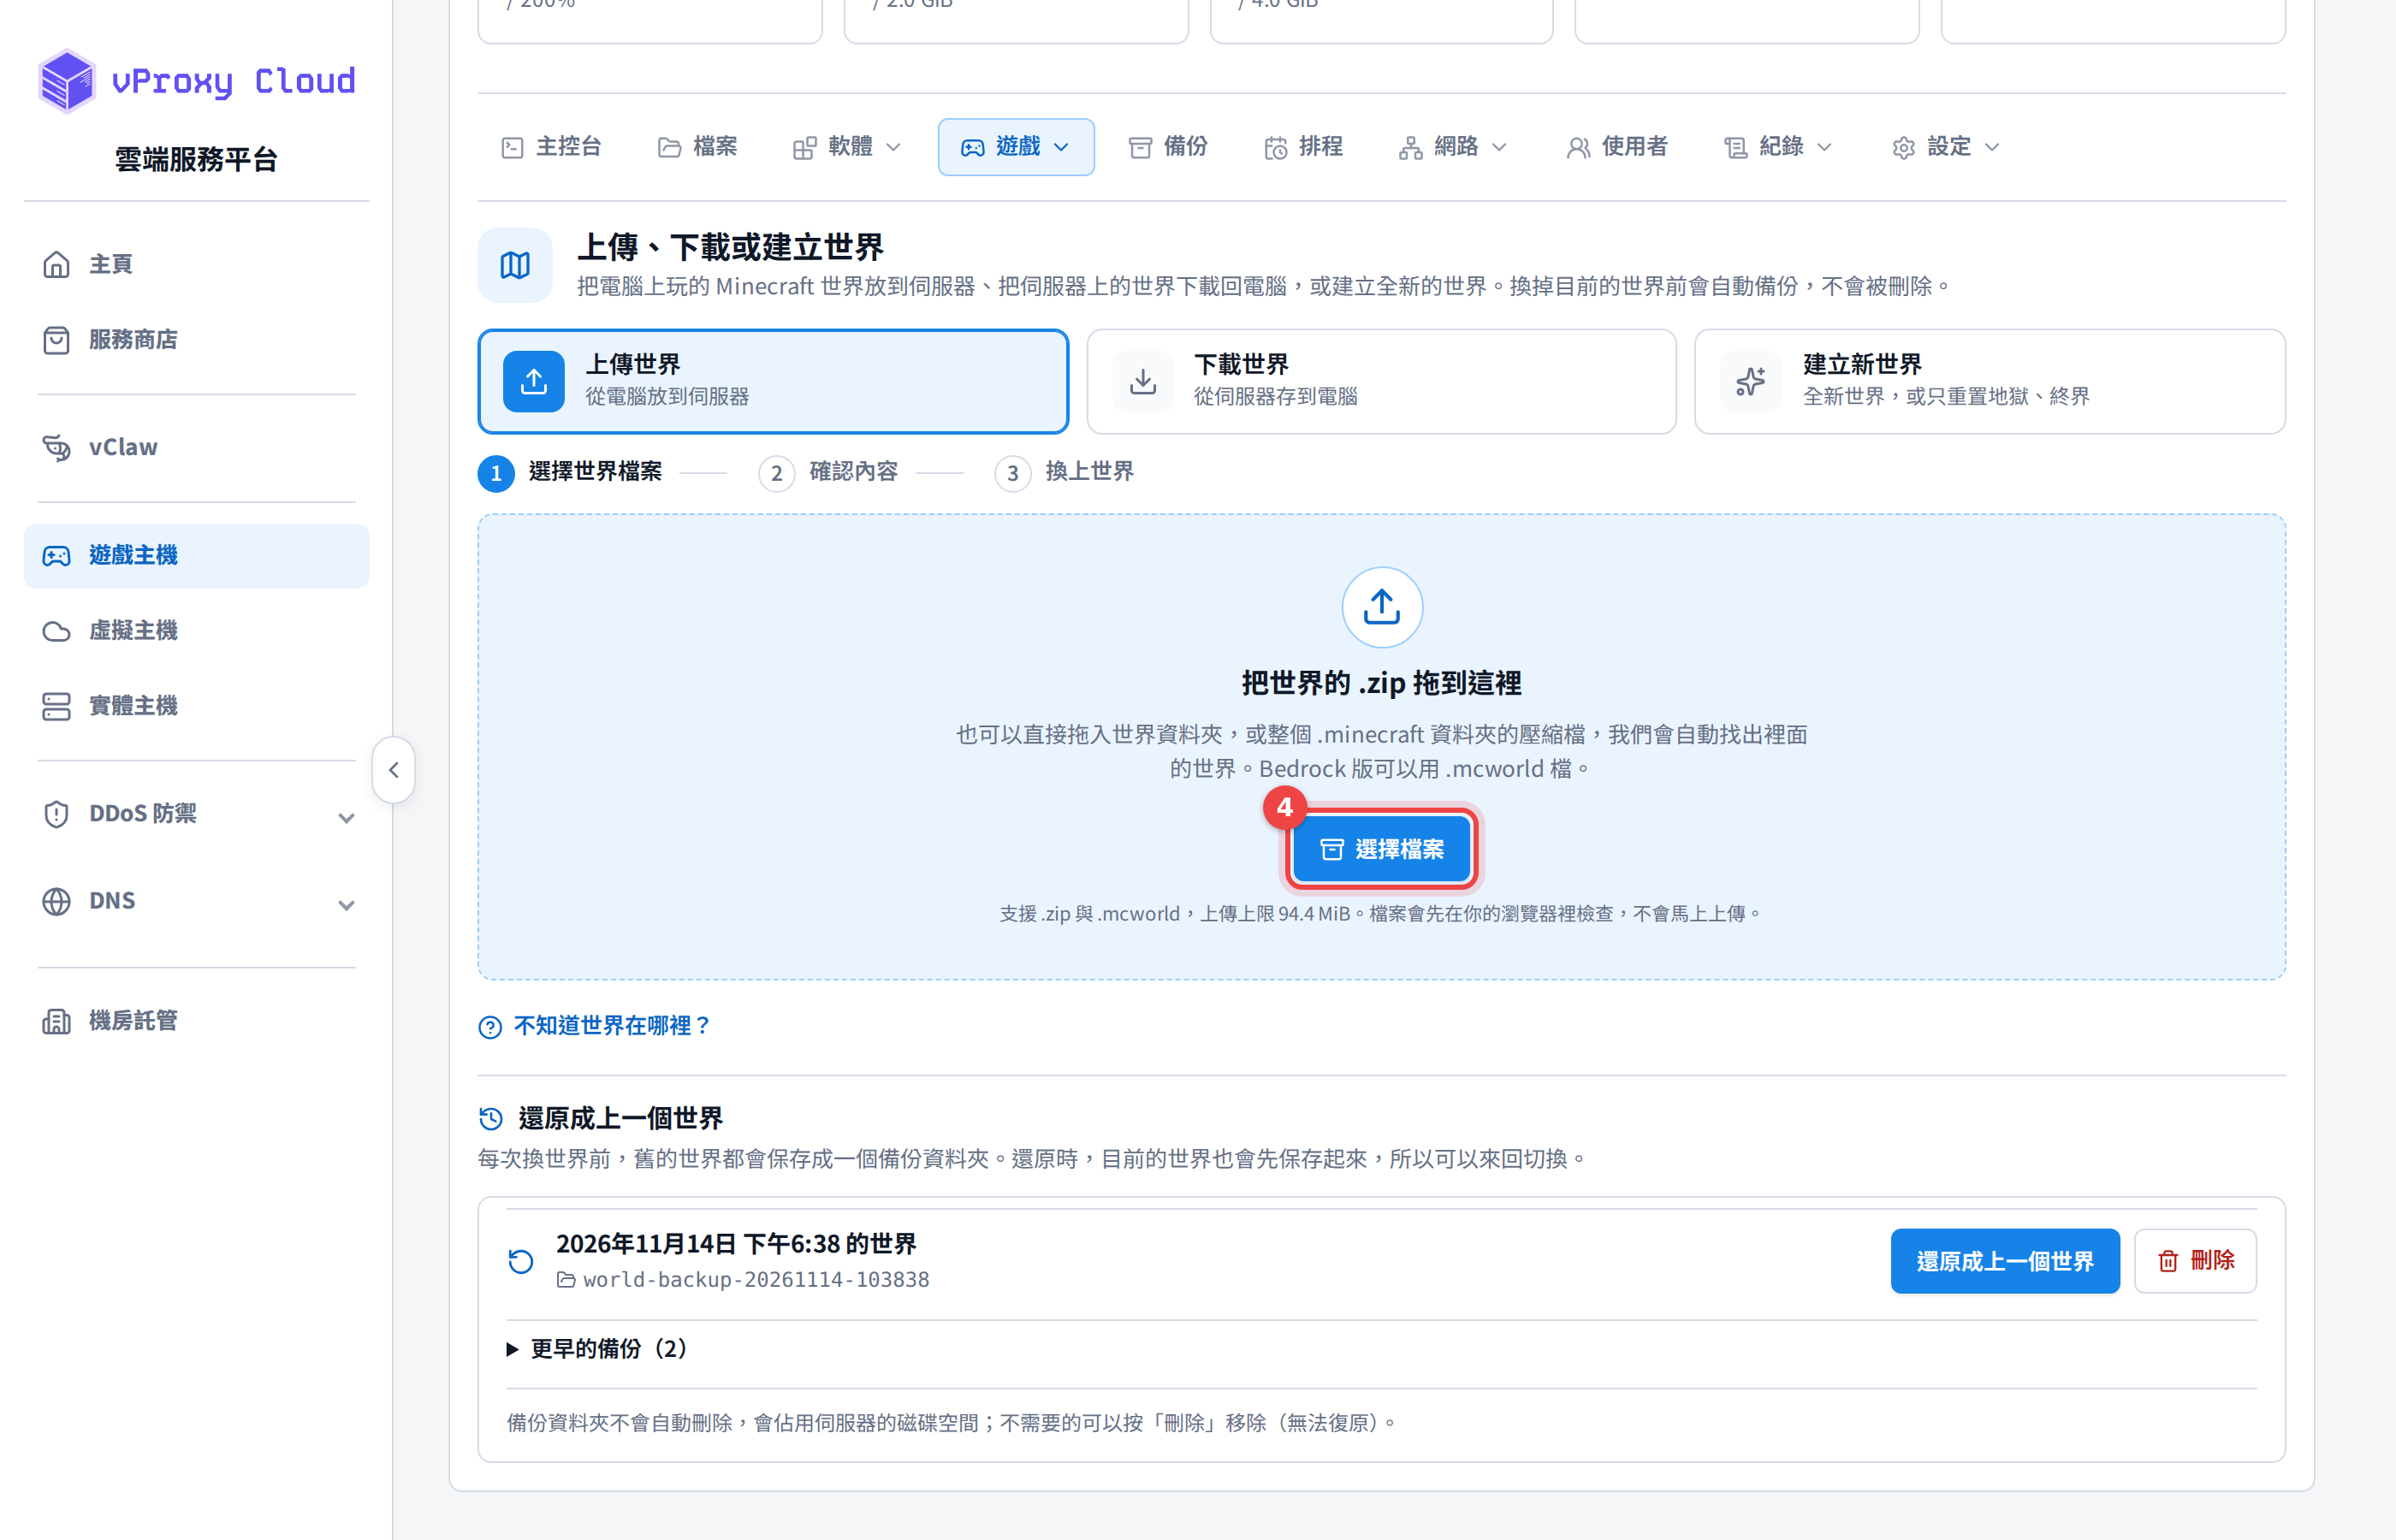 / 200%
/ 2.0 GiB
/ 4.0 GiB
vProxy Cloud
雲端服務平台
主頁
服務商店
vClaw
遊戲主機
虛擬主機
實體主機
DDoS 防禦
DNS
機房託管
主控台
檔案
軟體
遊戲
備份
排程
網路
使用者
紀錄
設定
上傳、下載或建立世界
把電腦上玩的 Minecraft 世界放到伺服器、把伺服器上的世界下載回電腦，或建立全新的世界。換掉目前的世界前會自動備份，不會被刪除。
上傳世界
從電腦放到伺服器
下載世界
從伺服器存到電腦
建立新世界
全新世界，或只重置地獄、終界
1 選擇世界檔案
2 確認內容
3 換上世界
把世界的 .zip 拖到這裡
也可以直接拖入世界資料夾，或整個 .minecraft 資料夾的壓縮檔，我們會自動找出裡面
的世界。Bedrock 版可以用 .mcworld 檔。
4
選擇檔案
支援 .zip 與 .mcworld，上傳上限 94.4 MiB。檔案會先在你的瀏覽器裡檢查，不會馬上上傳。
不知道世界在哪裡？
還原成上一個世界
每次換世界前，舊的世界都會保存成一個備份資料夾。還原時，目前的世界也會先保存起來，所以可以來回切換。
2026年11月14日 下午6:38 的世界
world-backup-20261114-103838
還原成上一個世界
刪除
更早的備份（2）
備份資料夾不會自動刪除，會佔用伺服器的磁碟空間；不需要的可以按「刪除」移除（無法復原）。